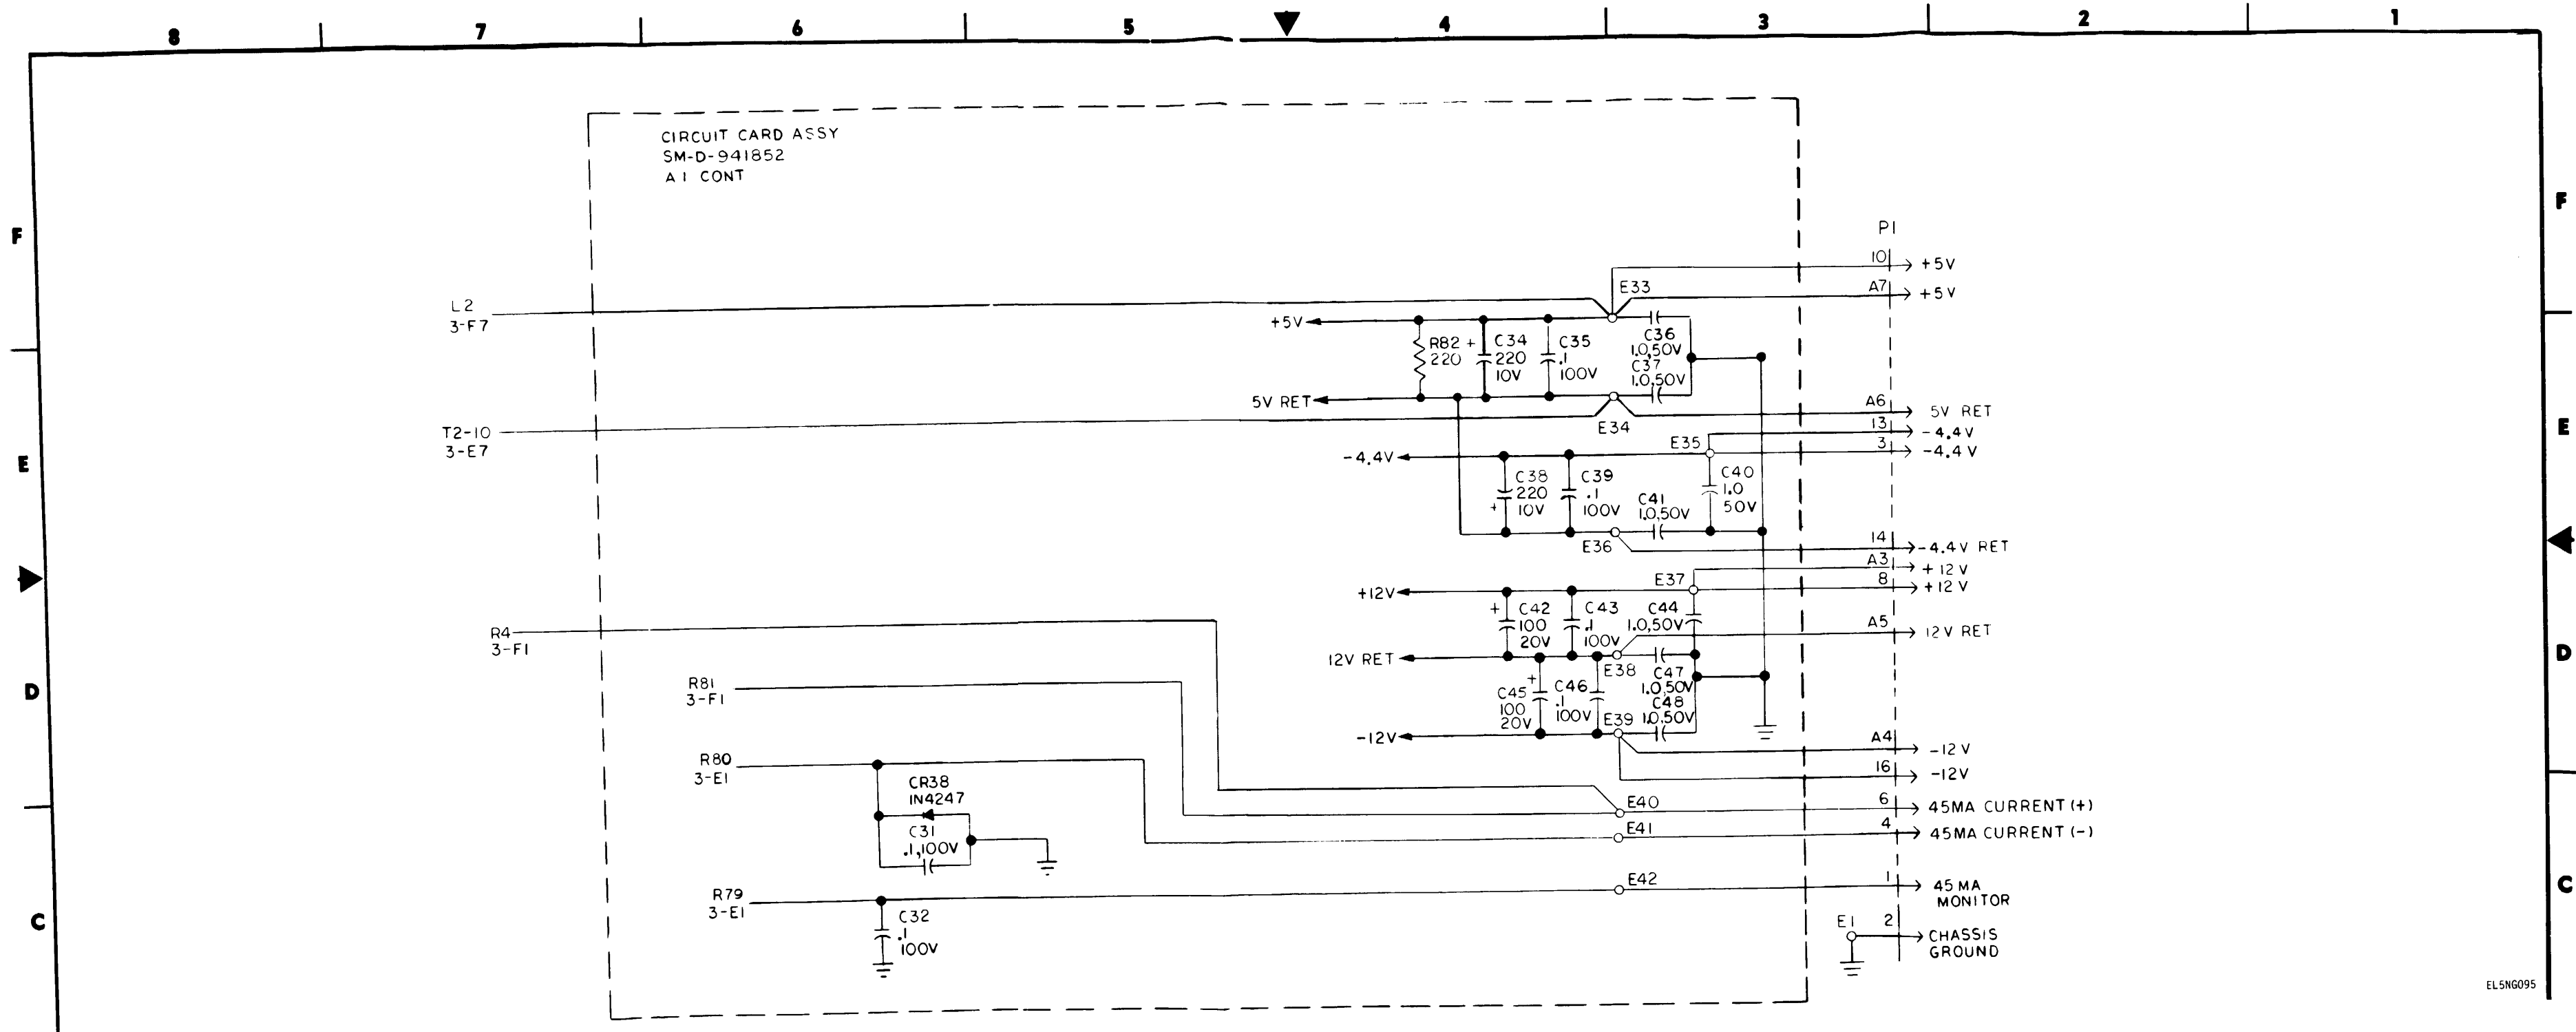 8 7 6 5 4 3 2 1
CIRCUIT CARD ASSY
SM-D-941852
A1 CONT
F
F
P1
10 +5V
E33
A7 +5V
L2
3-F7
+5V
R82
220
+ C34
220
10V
C35
.1
100V
C36
1.0,50V
C37
1.0,50V
5V RET
A6 5V RET
E34
13 -4.4V
T2-10
3-E7
E35
3 -4.4V
E
E
-4.4V
C38
220
+ 10V
C39
.1
100V
C41
1.0,50V
C40
1.0
50V
E36
14 -4.4V RET
A3 +12V
E37
8 +12V
+12V
+ C42
100
20V
C43
.1
100V
C44
1.0,50V
A5 12V RET
R4
3-F1
12V RET
E38
C47
1.0,50V
D
D
R81
3-F1
+
C45
100
20V
C46
.1
100V
C48
1.0,50V
E39
-12V
A4 -12V
16 -12V
R80
3-E1
CR38
1N4247
C31
.1,100V
E40
6 45MA CURRENT (+)
E41
4 45MA CURRENT (-)
R79
3-E1
E42
1 45MA
MONITOR
C
C
C32
.1
100V
E1 2 CHASSIS
GROUND
EL5NG095